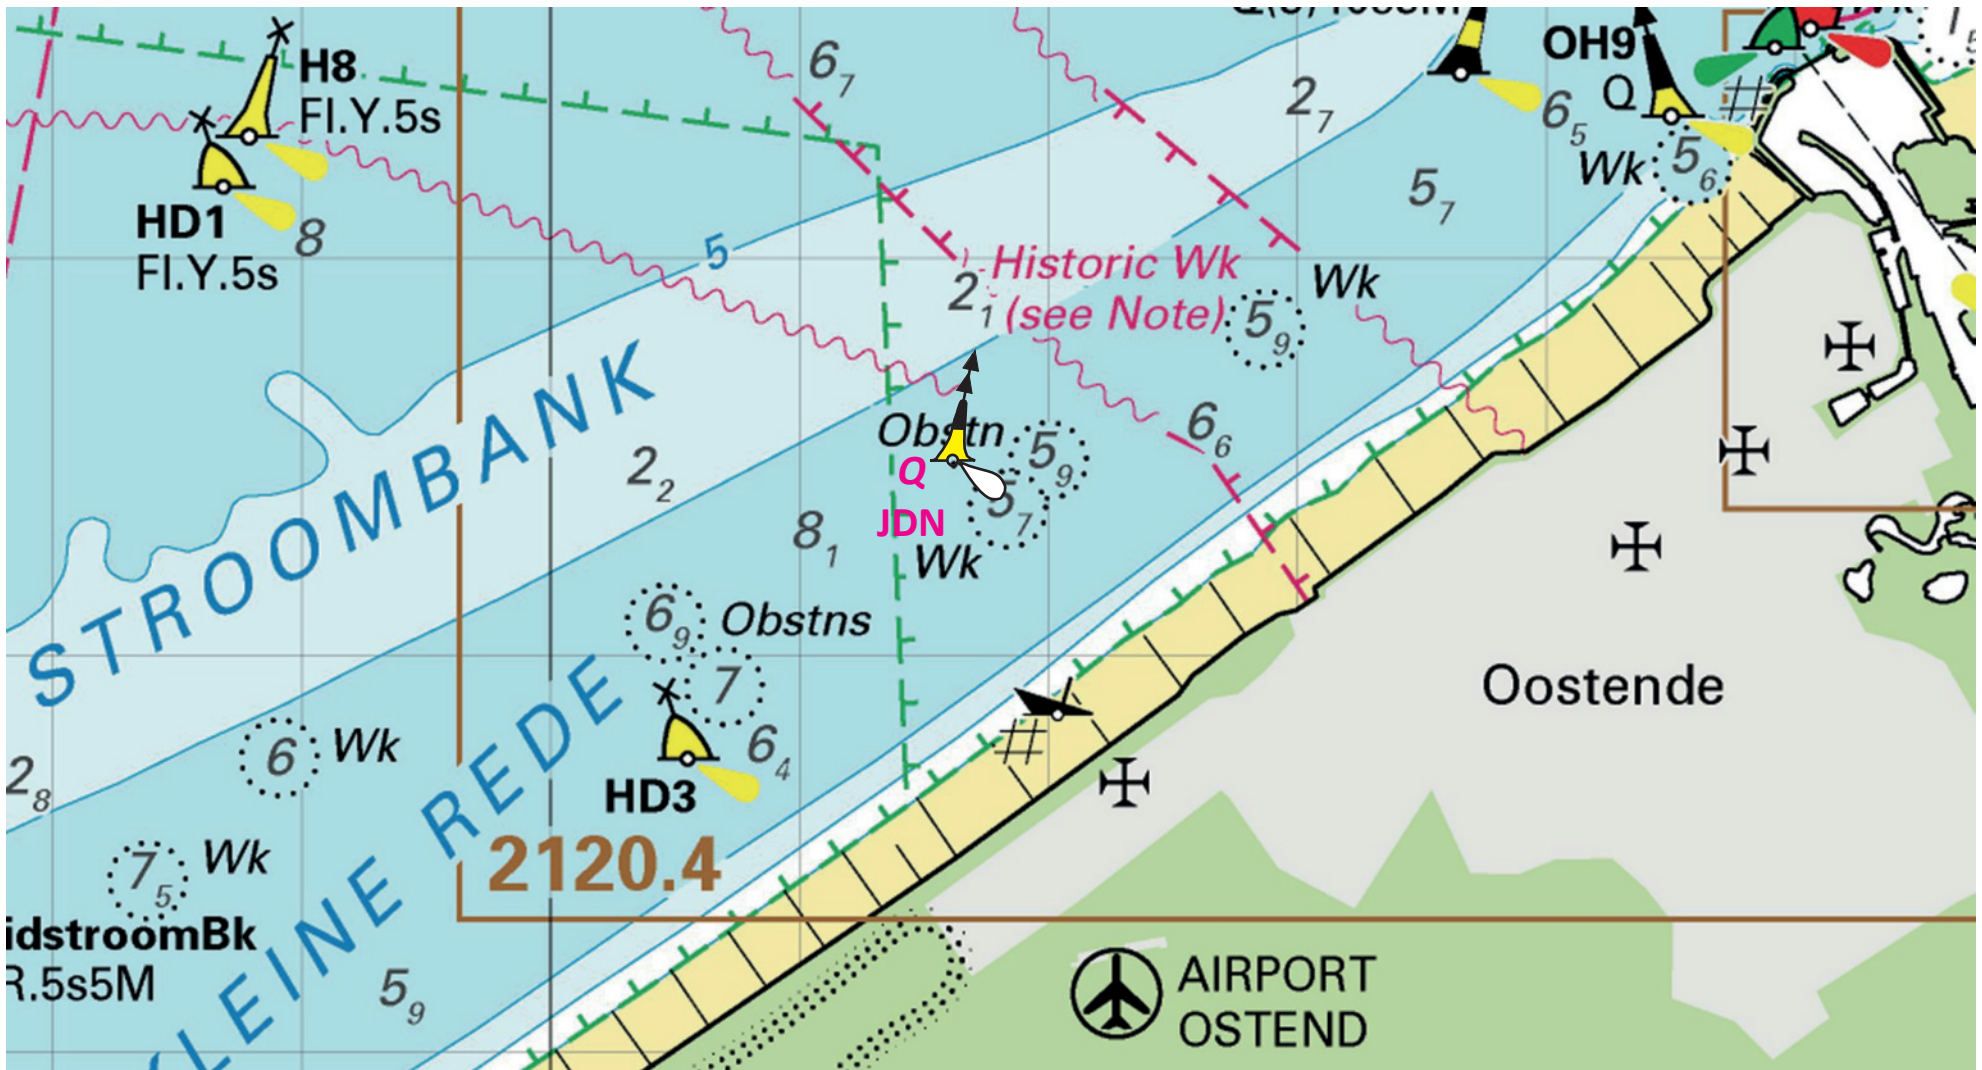 H8
Fl.Y.5s
HD1
Fl.Y.5s
8
6₇
2₇
OH9
Q
6₅
Wk
5₆
5₇
5
Historic Wk
(see Note)
2₁
Wk
5₉
STROOMBANK
2₂
Obstn
5₉
Q
5₇
JDN
Wk
6₆
8₁
6₉
Obstns
7
6₄
HD3
Oostende
6
Wk
2₈
7₅
Wk
KLEINE REDE
2120.4
idstroomBk
R.5s5M
5₉
AIRPORT
OSTEND